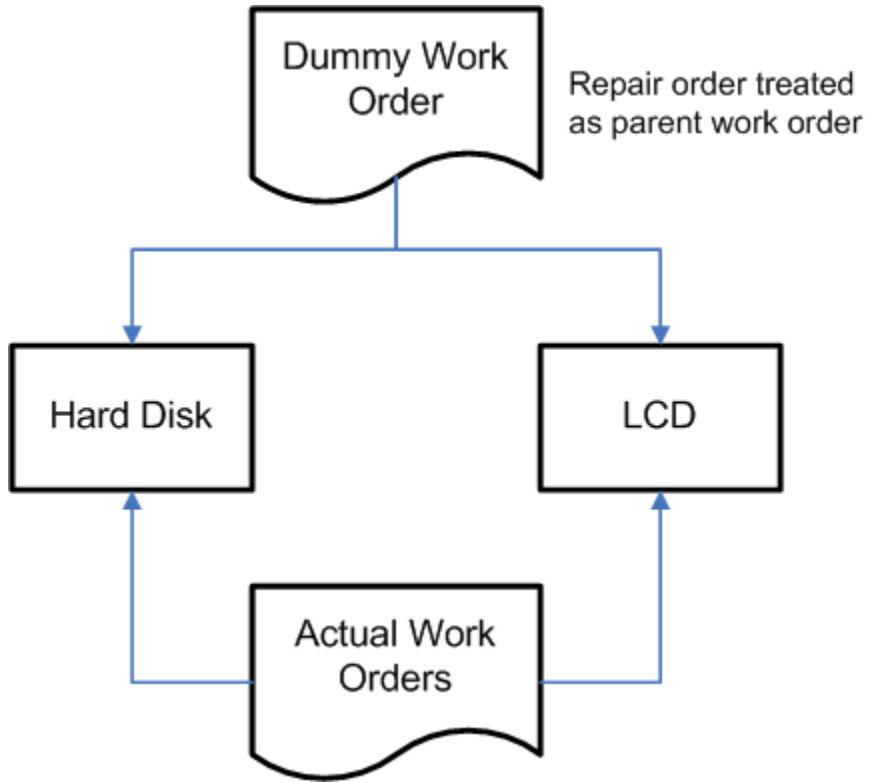 Dummy Work
Order
Repair order treated
as parent work order
Hard Disk
LCD
Actual Work
Orders